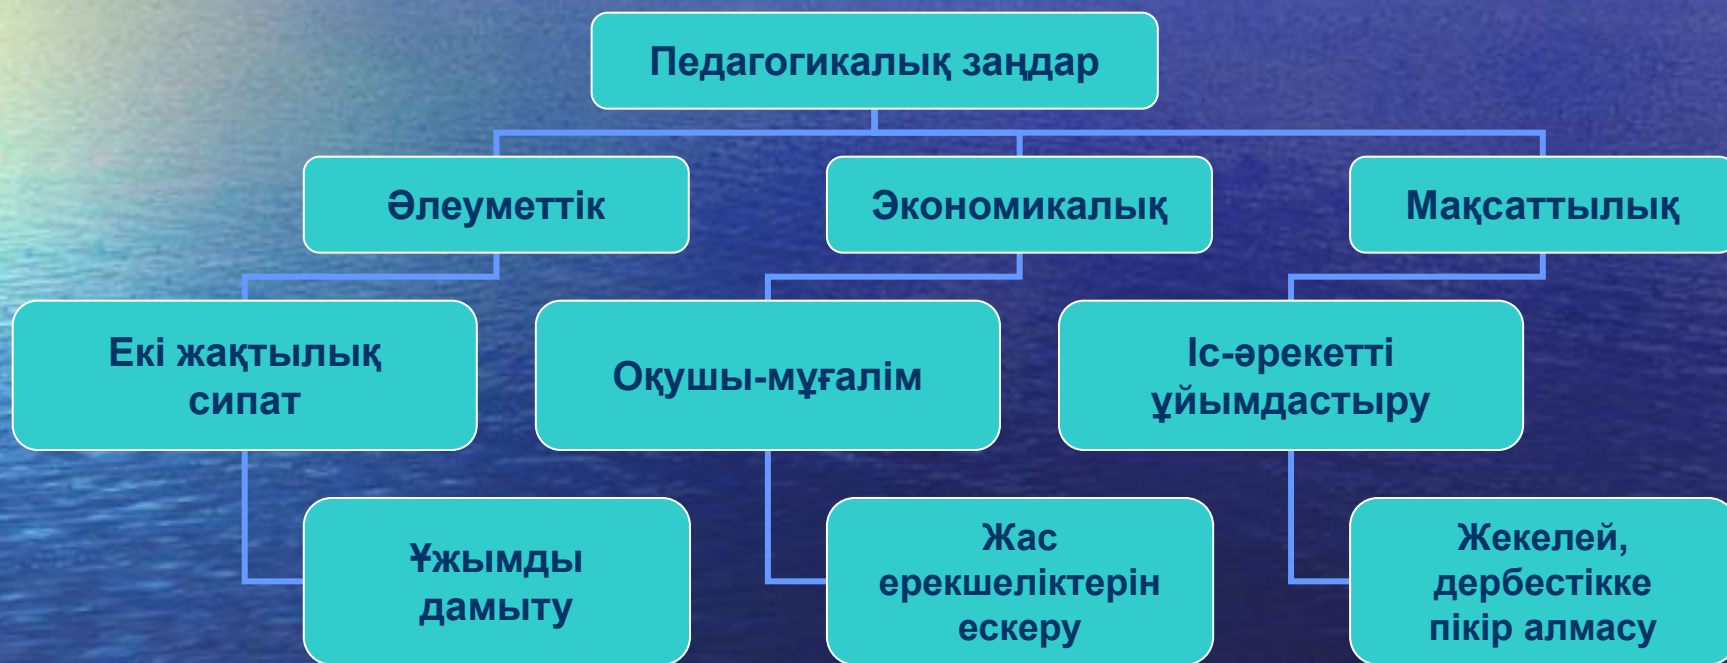 Педагогикалық заңдар
Әлеуметтік
Экономикалық
Мақсаттылық
Екі жақтылық
сипат
Оқушы-мұғалім
Іс-әрекетті
ұйымдастыру
Ұжымды
дамыту
Жас
ерекшеліктерін
ескеру
Жекелей,
дербестікке
пікір алмасу